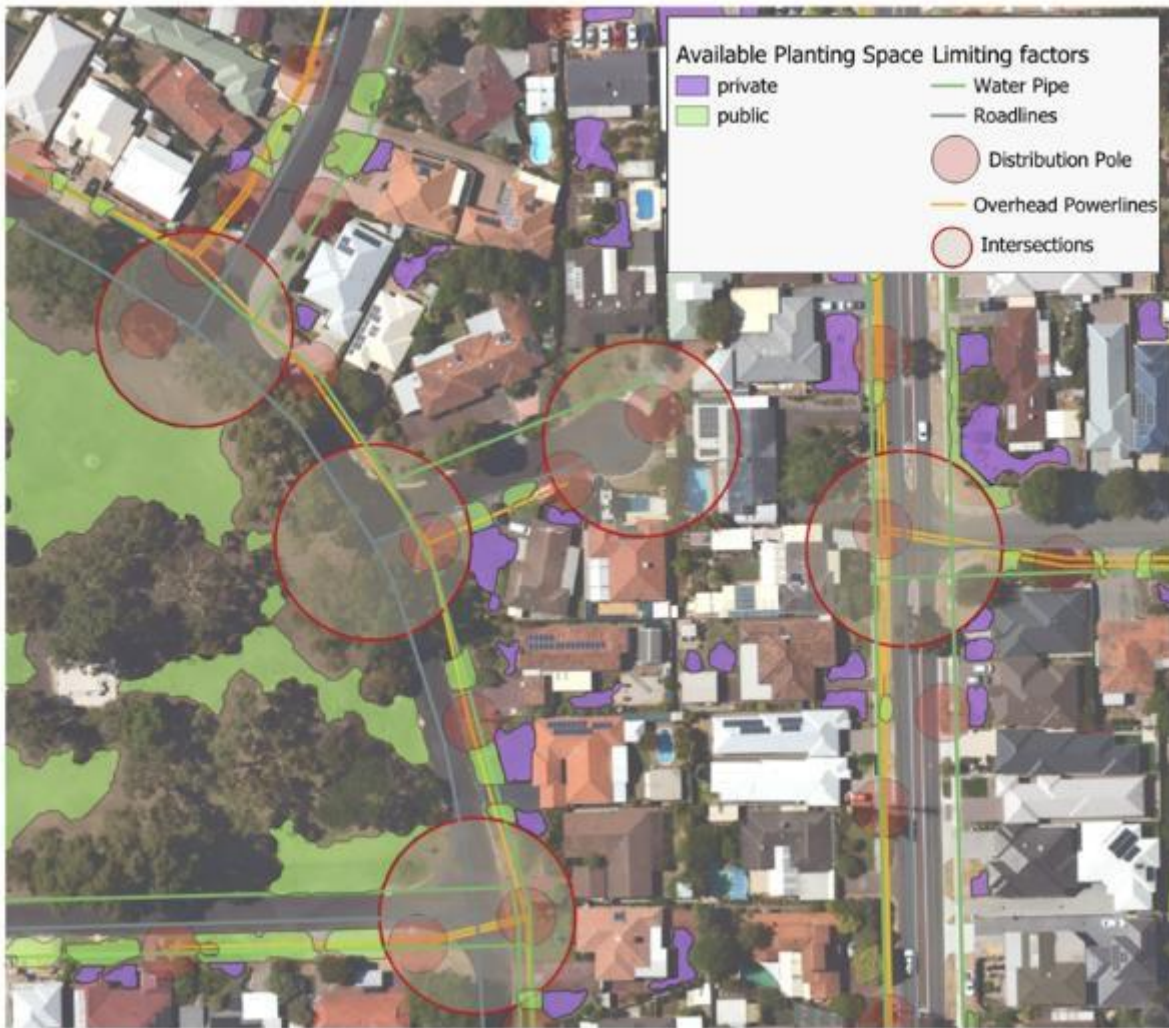 Available Planting Space
private
public
Limiting factors
Water Pipe
Roadlines
Distribution Pole
Overhead Powerlines
Intersections